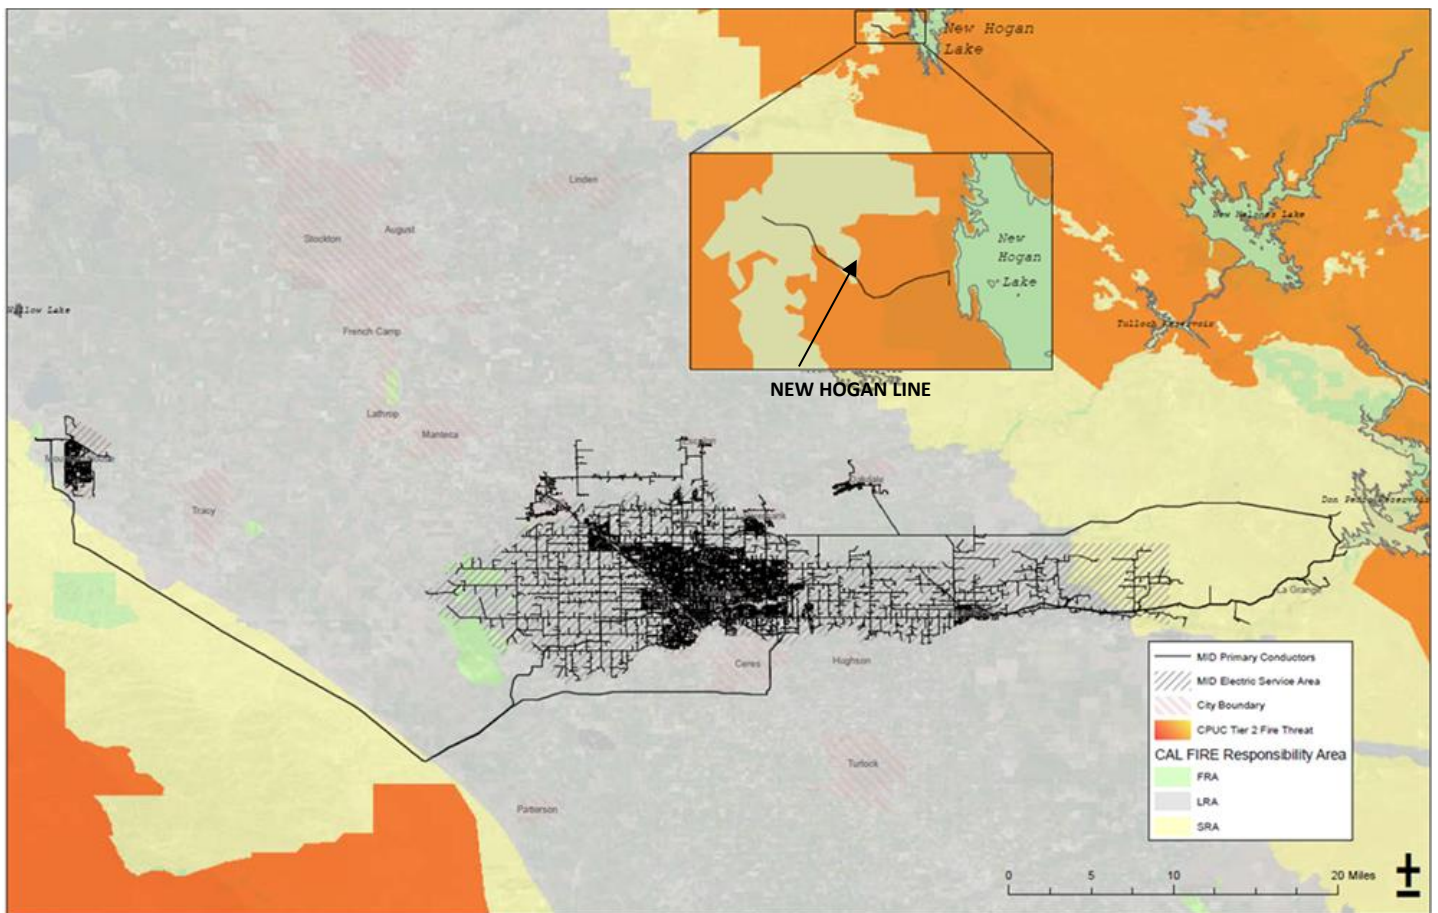 New Hogan
Lake
Linden
August
Stockton
New Melones Lake
New
Hogan
Lake
French Camp
Tulloch Reservoir
NEW HOGAN LINE
Lathrop
Manteca
Tracy
Don Pedro Reservoir
La Grange
Ceres
Hughson
Turlock
Patterson
MID Primary Conductors
MID Electric Service Area
City Boundary
CPUC Tier 2 Fire Threat
CAL FIRE Responsibility Area
FRA
LRA
SRA
0 5 10 20 Miles